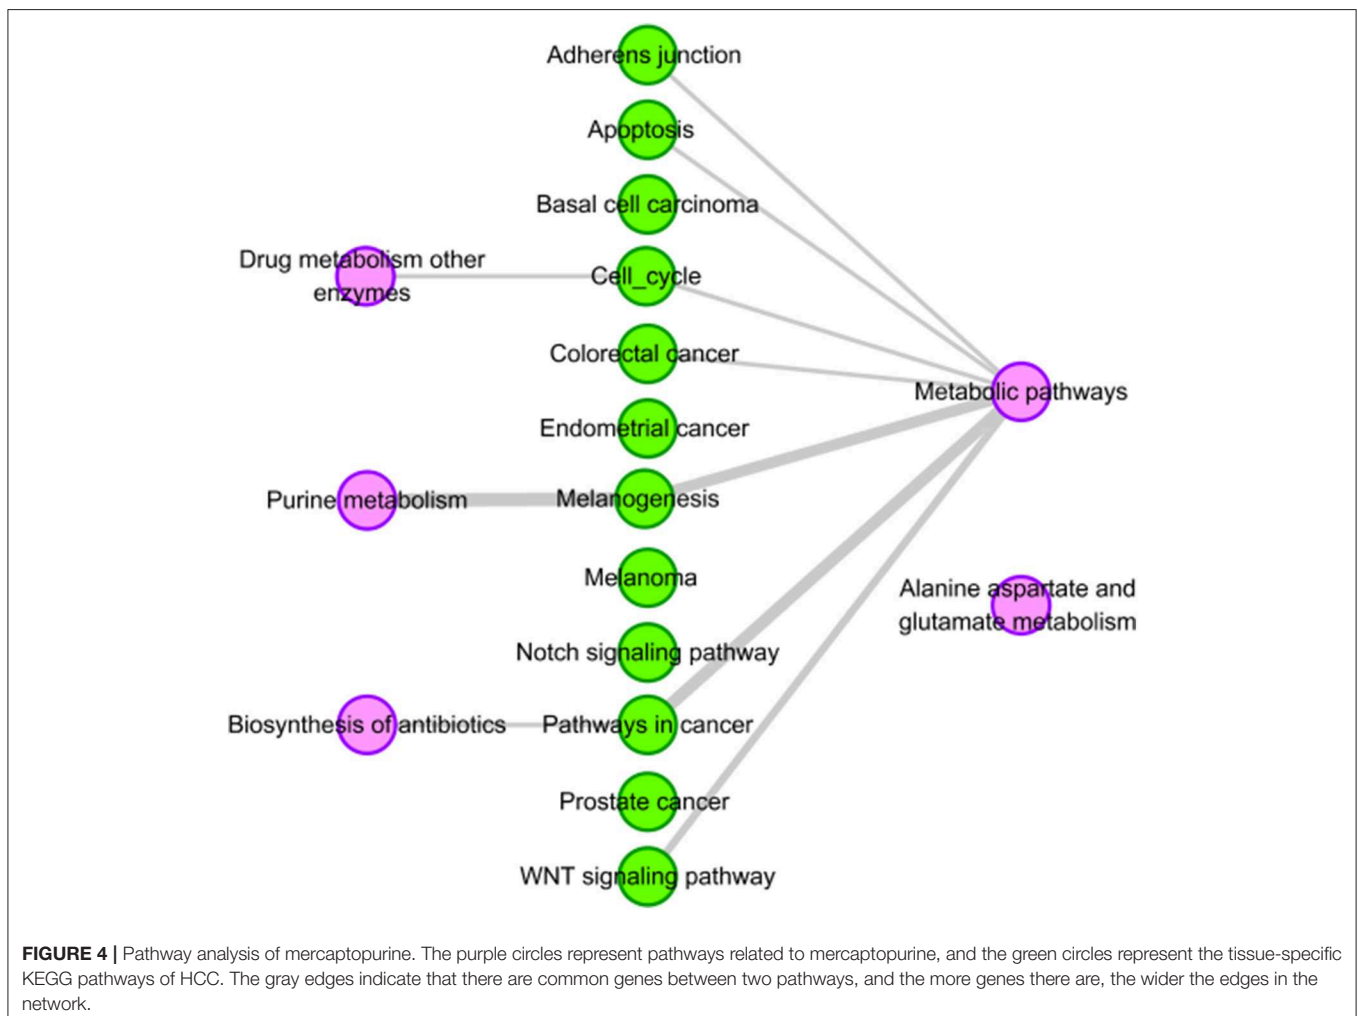 Adherens junction
Apoptosis
Basal cell carcinoma
Drug metabolism other
enzymes
Cell_cycle
Colorectal cancer
Metabolic pathways
Endometrial cancer
Purine metabolism
Melanogenesis
Melanoma
Alanine aspartate and
glutamate metabolism
Notch signaling pathway
Biosynthesis of antibiotics
Pathways in cancer
Prostate cancer
WNT signaling pathway
FIGURE 4 | Pathway analysis of mercaptopurine. The purple circles represent pathways related to mercaptopurine, and the green circles represent the tissue-specific
KEGG pathways of HCC. The gray edges indicate that there are common genes between two pathways, and the more genes there are, the wider the edges in the
network.